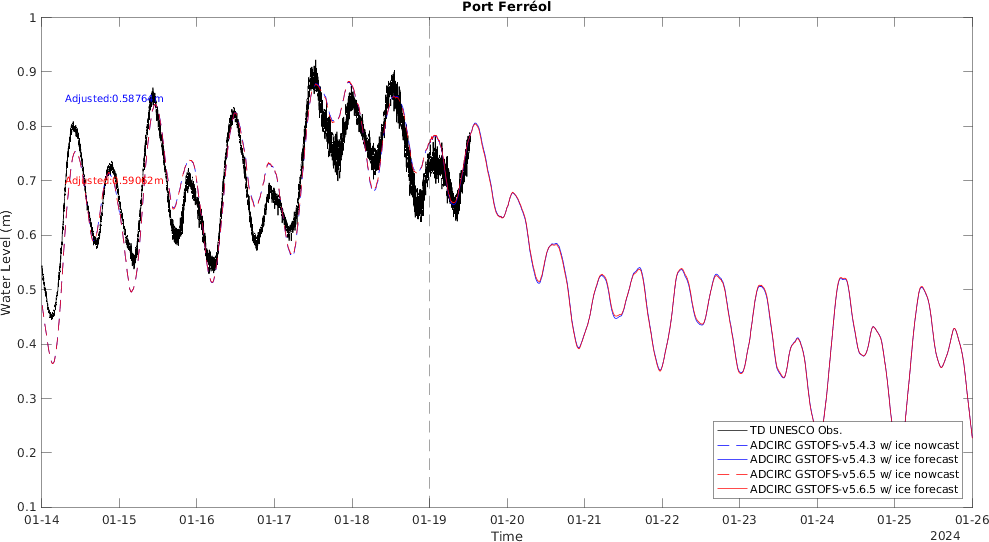 Port Ferréol
1
0.9
0.8
0.7
0.6
0.5
0.4
0.3
0.2
0.1
Water Level (m)
Adjusted:0.5876
Adjusted:0.59052m
TD UNESCO Obs.
ADCIRC GSTOFS-v5.4.3 w/ ice nowcast
ADCIRC GSTOFS-v5.4.3 w/ ice forecast
ADCIRC GSTOFS-v5.6.5 w/ ice nowcast
ADCIRC GSTOFS-v5.6.5 w/ ice forecast
01-14 01-15 01-16 01-17 01-18 01-19 01-20 01-21 01-22 01-23 01-24 01-25 01-26
Time
2024